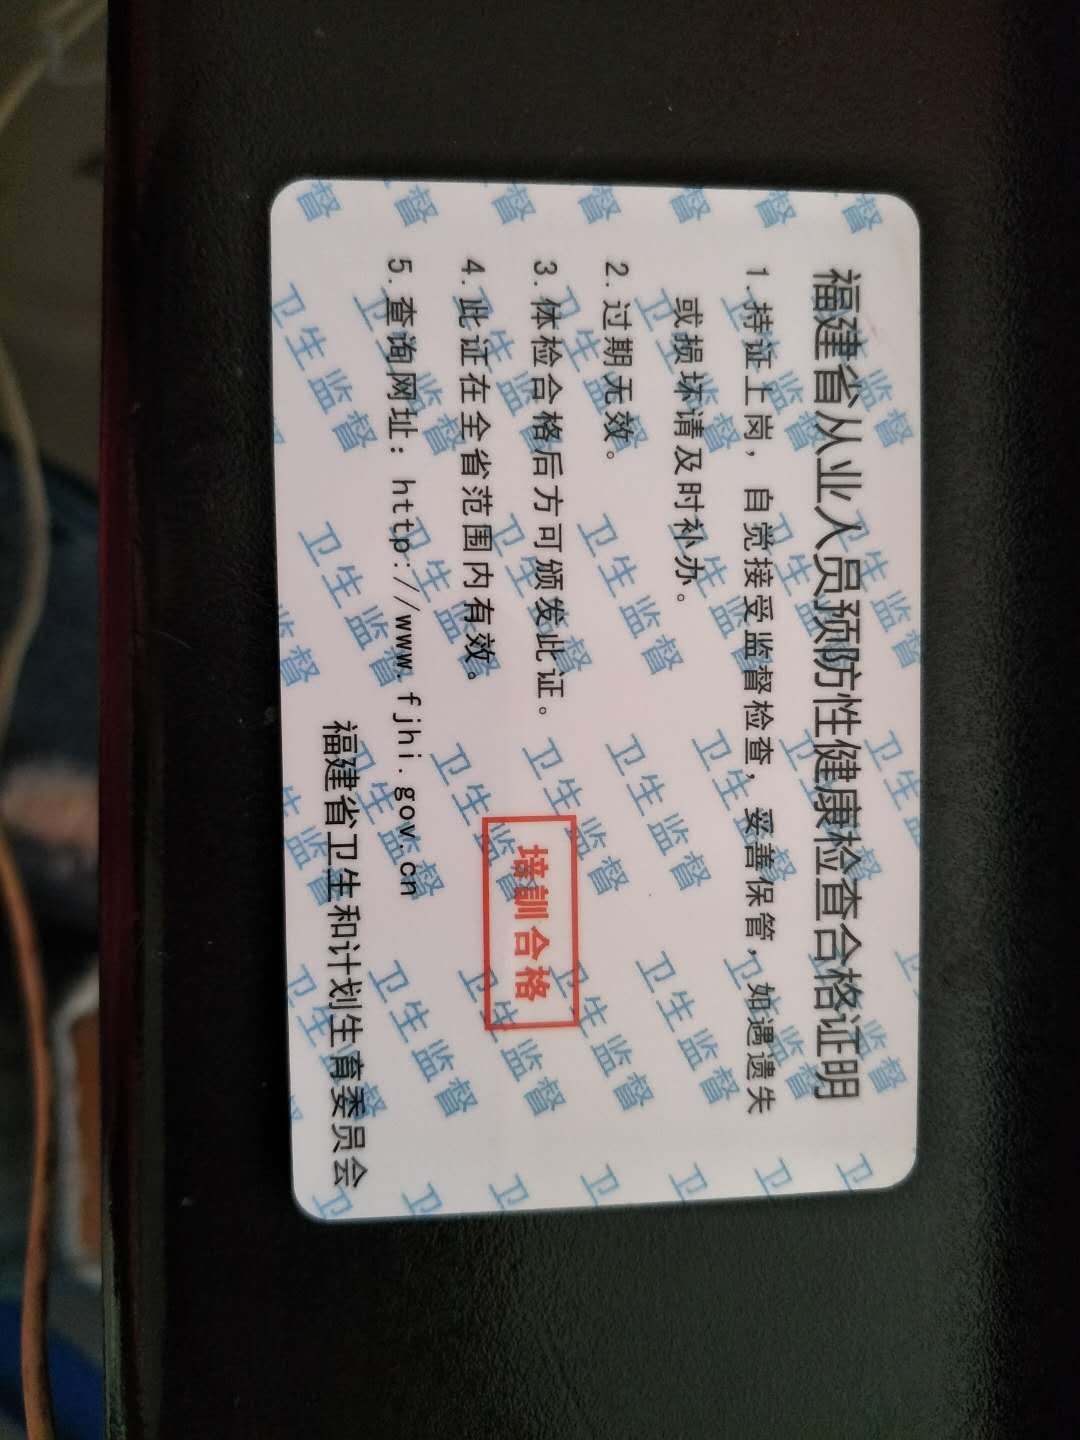 福建省从业人员预防性健康检查合格证明
1.持证上岗，自觉接受监督检查，妥善保管，如遇遗失
或损坏请及时补办。
2.过期无效。
3.体检合格后方可颁发此证。
4.此证在全省范围内有效。
5.查询网址：http://www.fjhi.gov.cn
培訓合格
福建省卫生和计划生育委员会
卫生监督